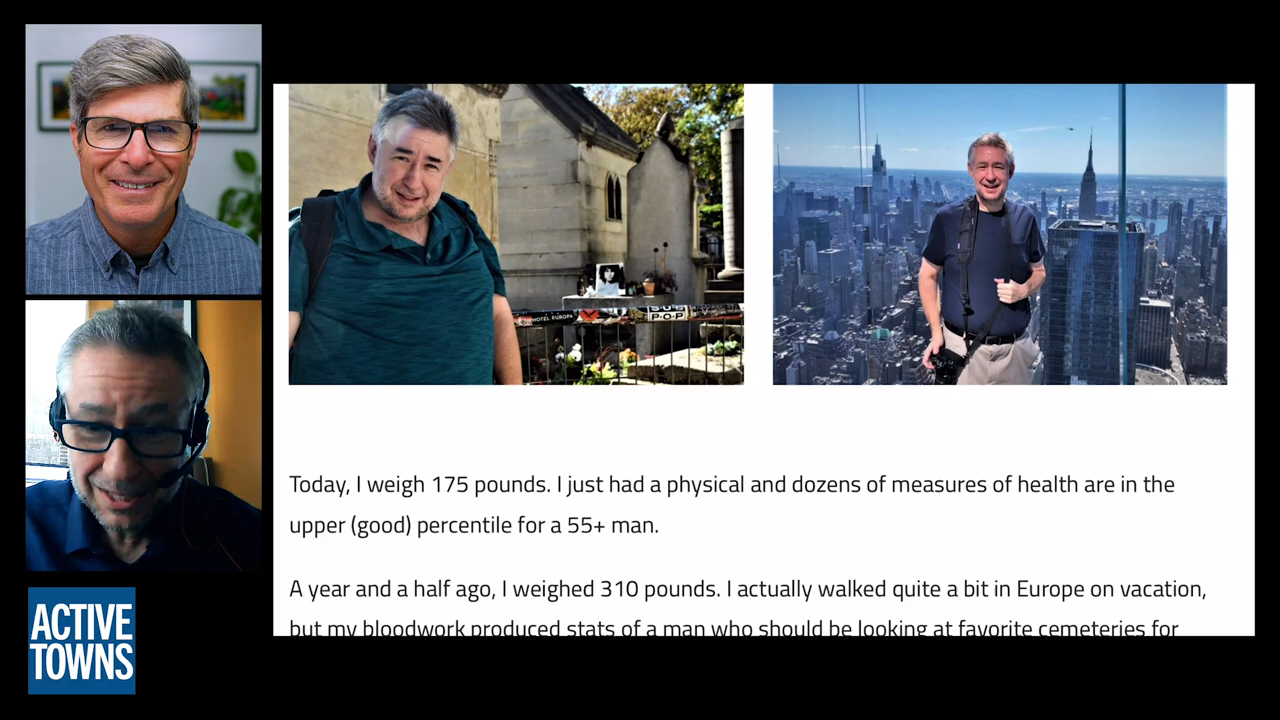 HOTEL EUROPA
SUB
POP
Today, I weigh 175 pounds. I just had a physical and dozens of measures of health are in the
upper (good) percentile for a 55+ man.
A year and a half ago, I weighed 310 pounds. I actually walked quite a bit in Europe on vacation,
but my bloodwork produced stats of a man who should be looking at favorite cemeteries for
ACTIVE
TOWNS